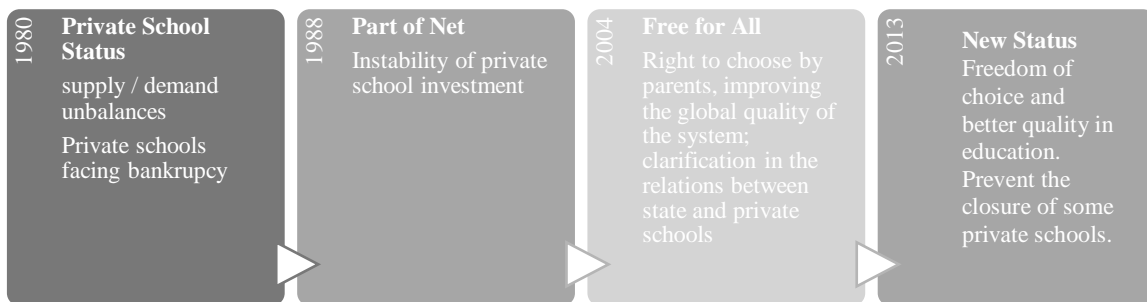 1980
Private School
Status
supply / demand
unbalances
Private schools
facing bankrupcy
1988
Part of Net
Instability of private
school investment
2004
Free for All
Right to choose by
parents, improving
the global quality of
the system;
clarification in the
relations between
state and private
schools
2013
New Status
Freedom of
choice and
better quality in
education.
Prevent the
closure of some
private schools.